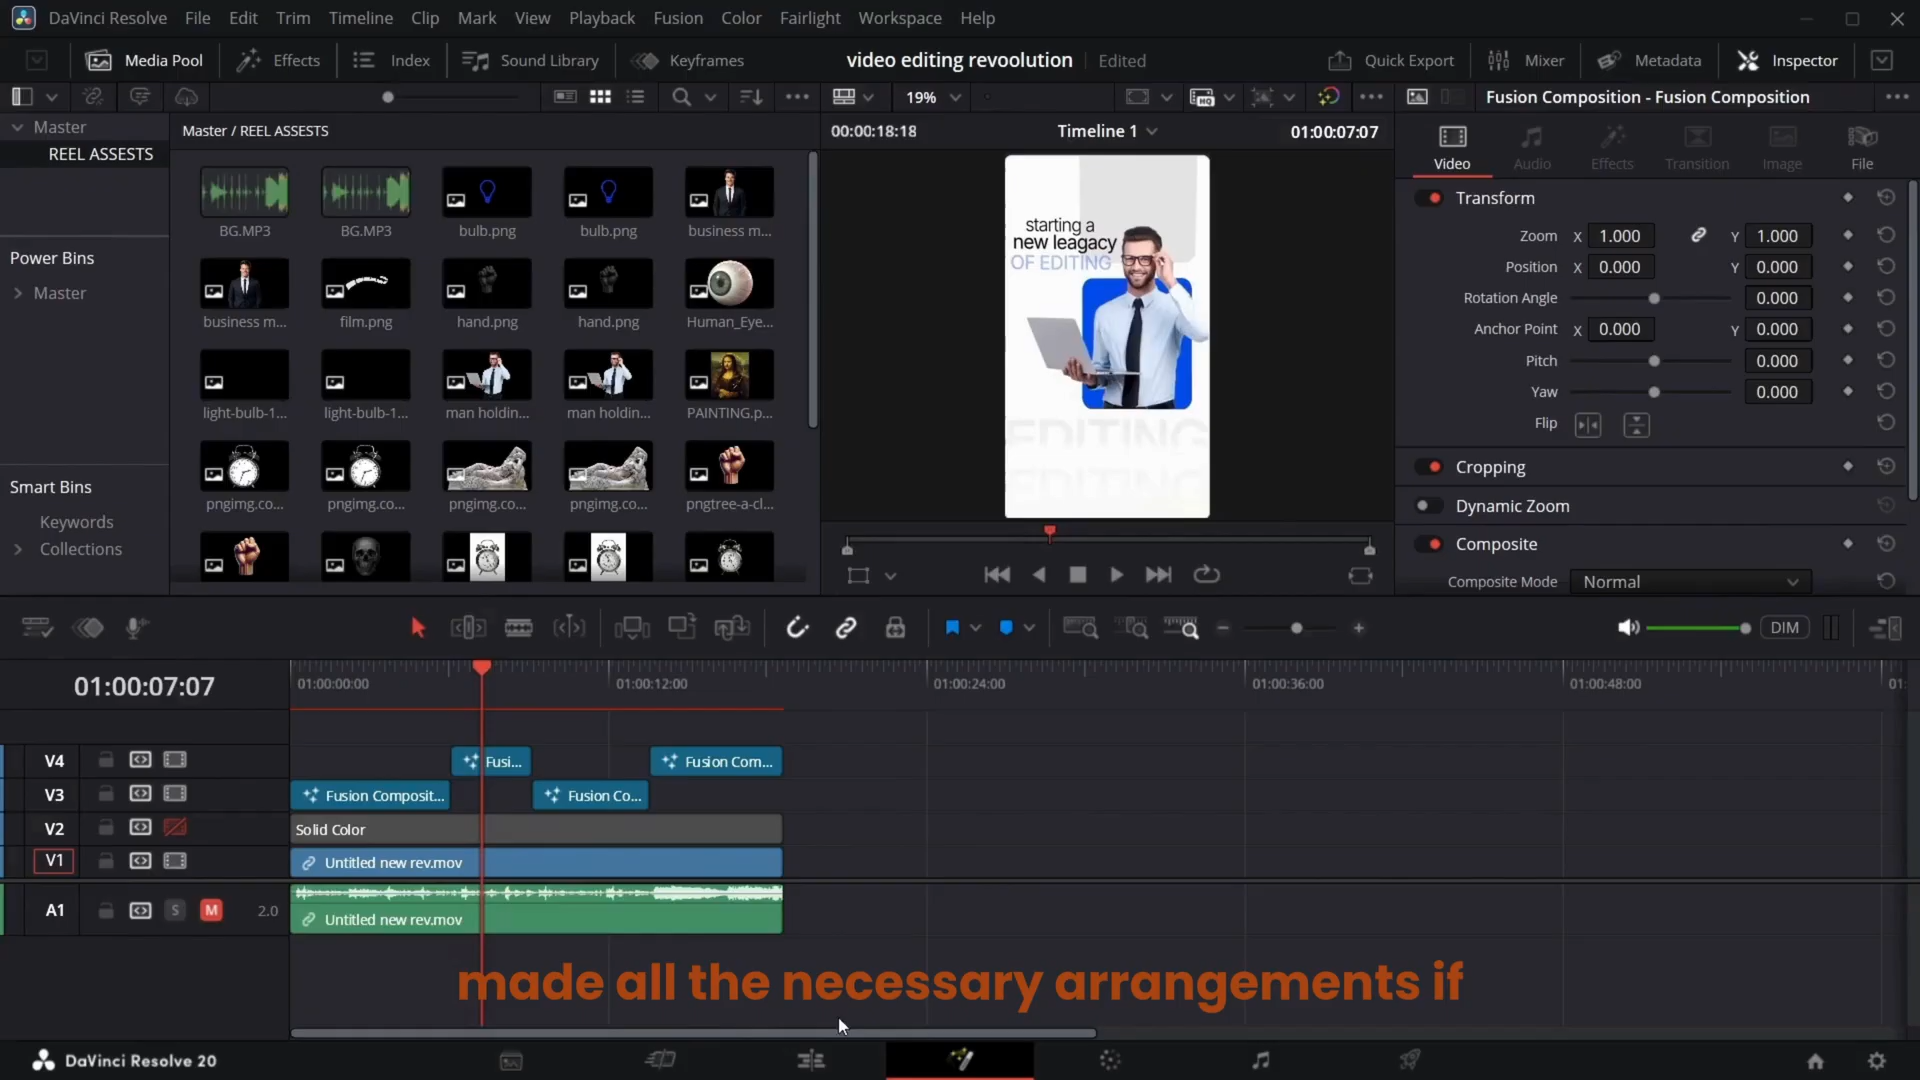 DaVinci Resolve File Edit Trim Timeline Clip Mark View Playback Fusion Color Fairlight Workspace Help
Media Pool Effects Index Sound Library Keyframes video editing revoolution Edited Quick Export Mixer Metadata Inspector
19% Fusion Composition - Fusion Composition
Master
REEL ASSESTS
Power Bins
Master
Smart Bins
Keywords
Collections
Master / REEL ASSESTS
BG.MP3 BG.MP3 bulb.png bulb.png business m...
business m... film.png hand.png hand.png Human_Eye...
light-bulb-1... light-bulb-1... man holdin... man holdin... PAINTING.p...
pngimg.co... pngimg.co... pngimg.co... pngimg.co... pngtree-a-cl...
00:00:18:18 Timeline 1 01:00:07:07
starting a
new leagacy
OF EDITING
EDITING
EDITING
Video Audio Effects Transition Image File
Transform
Zoom X 1.000 Y 1.000
Position X 0.000 Y 0.000
Rotation Angle 0.000
Anchor Point X 0.000 Y 0.000
Pitch 0.000
Yaw 0.000
Flip
Cropping
Dynamic Zoom
Composite
Composite Mode Normal
DIM
01:00:07:07
01:00:00:00 01:00:12:00 01:00:24:00 01:00:36:00 01:00:48:00 01:
V4 Fusi... Fusion Com...
V3 Fusion Composit... Fusion Co...
V2 Solid Color
V1 Untitled new rev.mov
A1 S M 2.0 Untitled new rev.mov
made all the necessary arrangements if
DaVinci Resolve 20